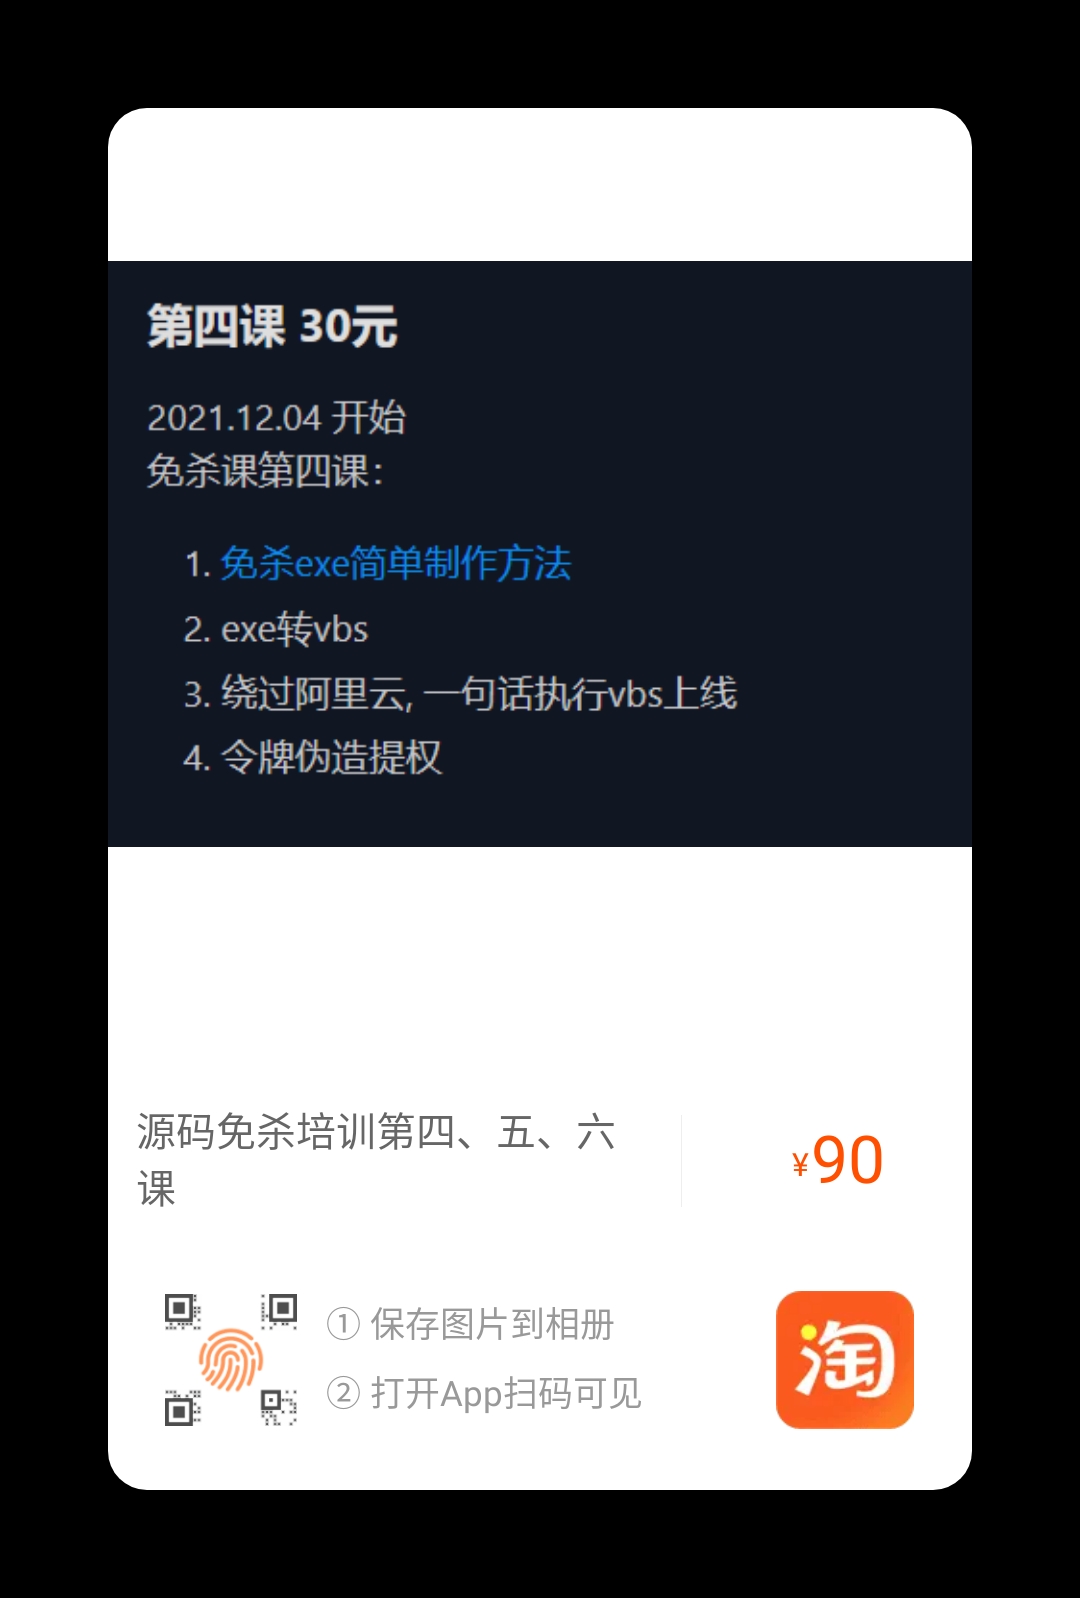 第四课 30元
2021.12.04 开始
免杀课第四课：
1. 免杀exe简单制作方法
2. exe转vbs
3. 绕过阿里云, 一句话执行vbs上线
4. 令牌伪造提权
源码免杀培训第四、五、六
课
¥90
① 保存图片到相册
② 打开App扫码可见
淘